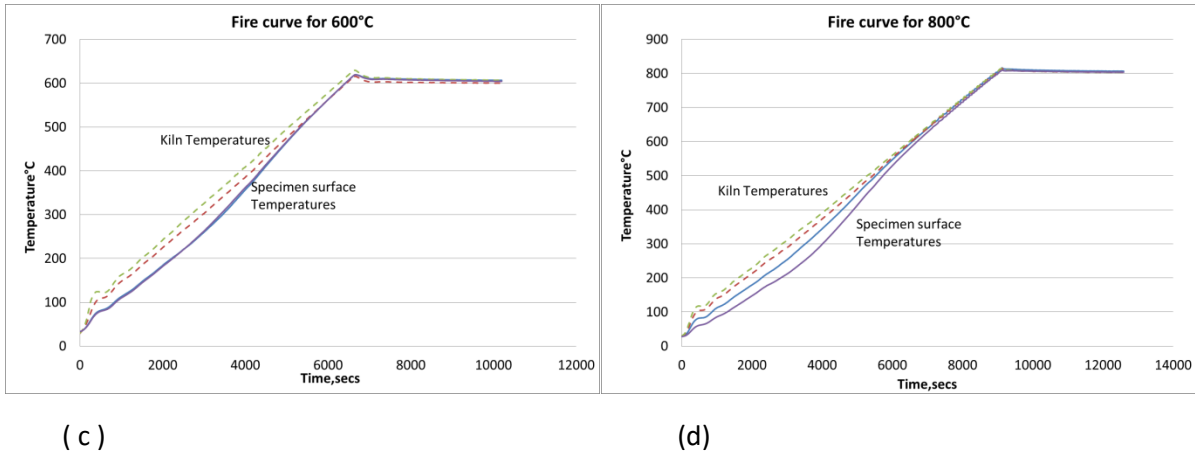 Fire curve for 600°C
700
600
500
400
300
200
100
0
Temperature°C
Kiln Temperatures
Specimen surface
Temperatures
0 2000 4000 6000 8000 10000 12000
Time,secs
( c )
Fire curve for 800°C
900
800
700
600
500
400
300
200
100
0
Temperature°C
Kiln Temperatures
Specimen surface
Temperatures
0 2000 4000 6000 8000 10000 12000 14000
Time,secs
(d)